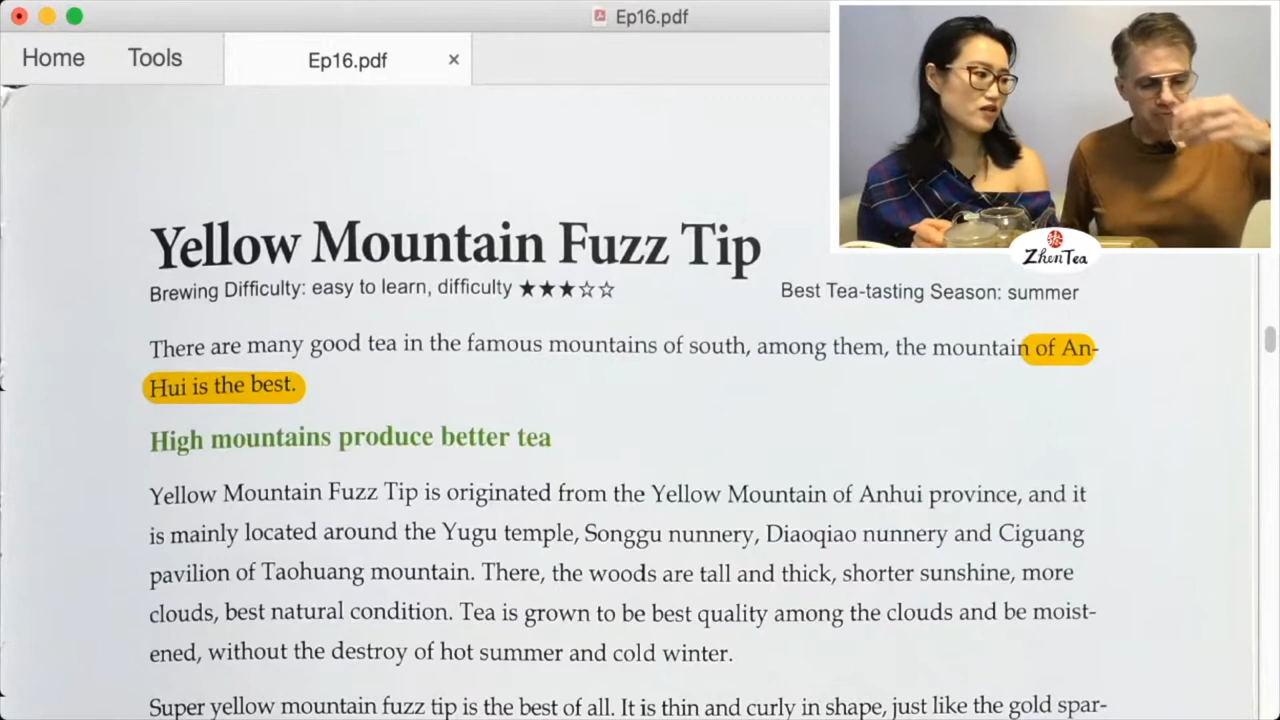 Ep16.pdf
Home Tools Ep16.pdf ×
Zhen Tea
Yellow Mountain Fuzz Tip
Brewing Difficulty: easy to learn, difficulty ★★★☆☆ Best Tea-tasting Season: summer
There are many good tea in the famous mountains of south, among them, the mountain of An-
Hui is the best.
High mountains produce better tea
Yellow Mountain Fuzz Tip is originated from the Yellow Mountain of Anhui province, and it
is mainly located around the Yugu temple, Songgu nunnery, Diaoqiao nunnery and Ciguang
pavilion of Taohuang mountain. There, the woods are tall and thick, shorter sunshine, more
clouds, best natural condition. Tea is grown to be best quality among the clouds and be moist-
ened, without the destroy of hot summer and cold winter.
Super yellow mountain fuzz tip is the best of all. It is thin and curly in shape, just like the gold spar-